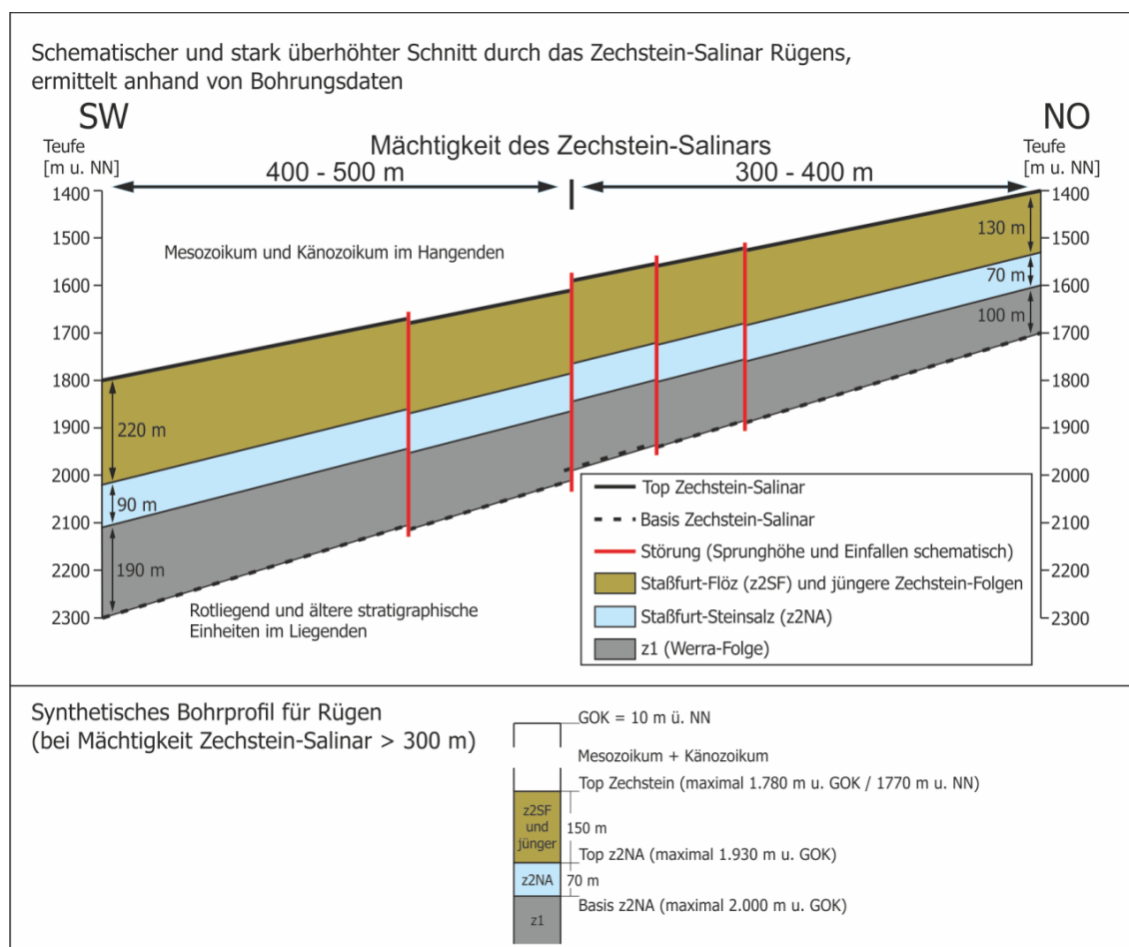 Schematischer und stark überhöhter Schnitt durch das Zechstein-Salinar Rügens,
ermittelt anhand von Bohrungsdaten
SW
NO
Teufe
[m u. NN]
Mächtigkeit des Zechstein-Salinars
Teufe
[m u. NN]
400 - 500 m
300 - 400 m
1400
1500
1600
1700
1800
1900
2000
2100
2200
2300
1400
1500
1600
1700
1800
1900
2000
2100
2200
2300
Mesozoikum und Känozoikum im Hangenden
130 m
70 m
100 m
220 m
90 m
190 m
Rotliegend und ältere stratigraphische
Einheiten im Liegenden
Top Zechstein-Salinar
Basis Zechstein-Salinar
Störung (Sprunghöhe und Einfallen schematisch)
Staßfurt-Flöz (z2SF) und jüngere Zechstein-Folgen
Staßfurt-Steinsalz (z2NA)
z1 (Werra-Folge)
Synthetisches Bohrprofil für Rügen
(bei Mächtigkeit Zechstein-Salinar > 300 m)
GOK = 10 m ü. NN
Mesozoikum + Känozoikum
Top Zechstein (maximal 1.780 m u. GOK / 1770 m u. NN)
z2SF
und
jünger
150 m
Top z2NA (maximal 1.930 m u. GOK)
z2NA
70 m
Basis z2NA (maximal 2.000 m u. GOK)
z1